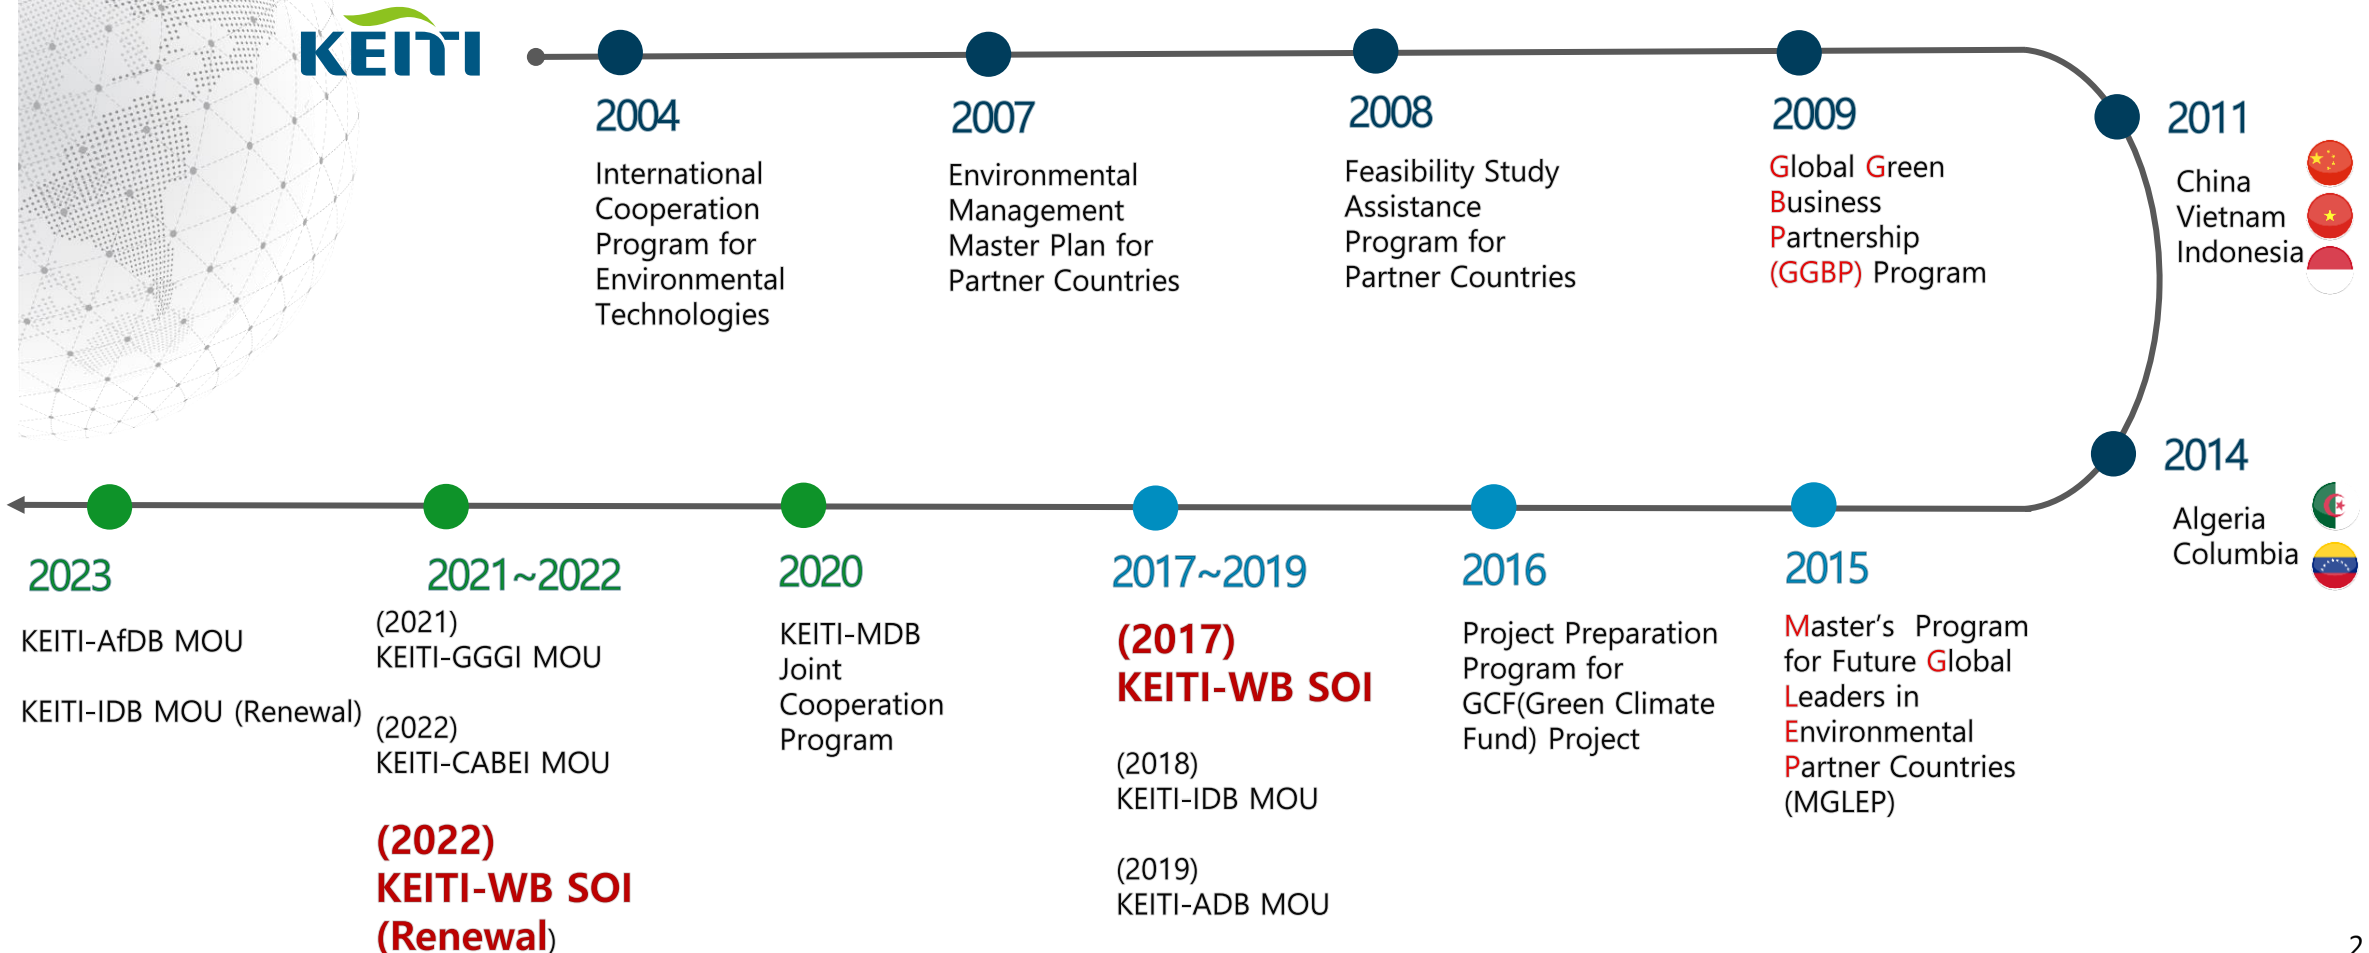 KEITI
2004
International
Cooperation
Program for
Environmental
Technologies
2007
Environmental
Management
Master Plan for
Partner Countries
2008
Feasibility Study
Assistance
Program for
Partner Countries
2009
Global Green
Business
Partnership
(GGBP) Program
2011
China
Vietnam
Indonesia
2014
Algeria
Columbia
2015
Master’s Program
for Future Global
Leaders in
Environmental
Partner Countries
(MGLEP)
2016
Project Preparation
Program for
GCF(Green Climate
Fund) Project
2017~2019
(2017)
KEITI-WB SOI
(2018)
KEITI-IDB MOU
(2019)
KEITI-ADB MOU
2020
KEITI-MDB
Joint
Cooperation
Program
2021~2022
(2021)
KEITI-GGGI MOU
(2022)
KEITI-CABEI MOU
(2022)
KEITI-WB SOI
(Renewal)
2023
KEITI-AfDB MOU
KEITI-IDB MOU (Renewal)
2